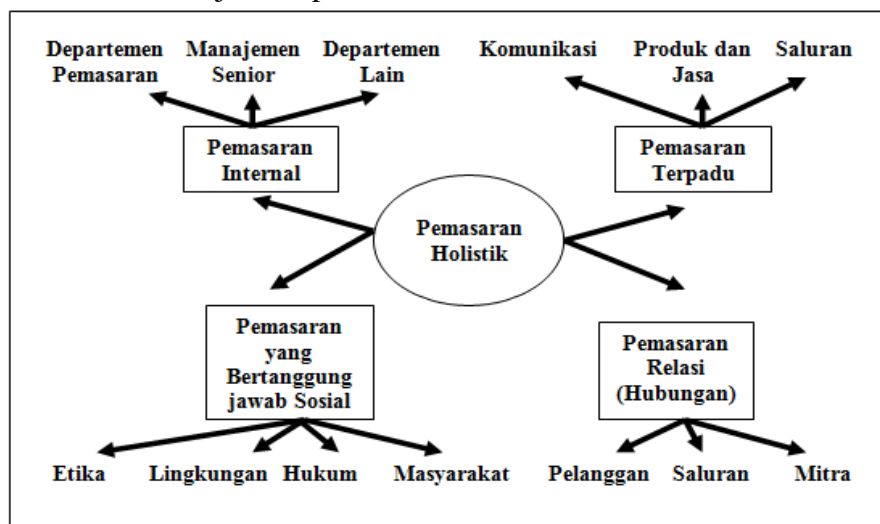 Departemen
Pemasaran
Manajemen
Senior
Departemen
Lain
Komunikasi
Produk dan
Jasa
Saluran
Pemasaran
Internal
Pemasaran
Terpadu
Pemasaran
Holistik
Pemasaran
yang
Bertanggung
jawab Sosial
Pemasaran
Relasi
(Hubungan)
Etika
Lingkungan
Hukum
Masyarakat
Pelanggan
Saluran
Mitra